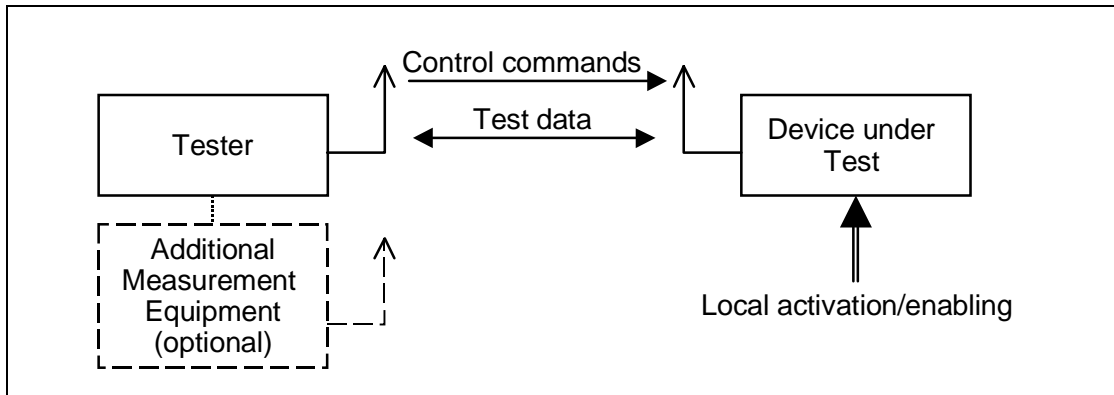 Control commands
Test data
Tester
Device under
Test
Additional
Measurement
Equipment
(optional)
Local activation/enabling